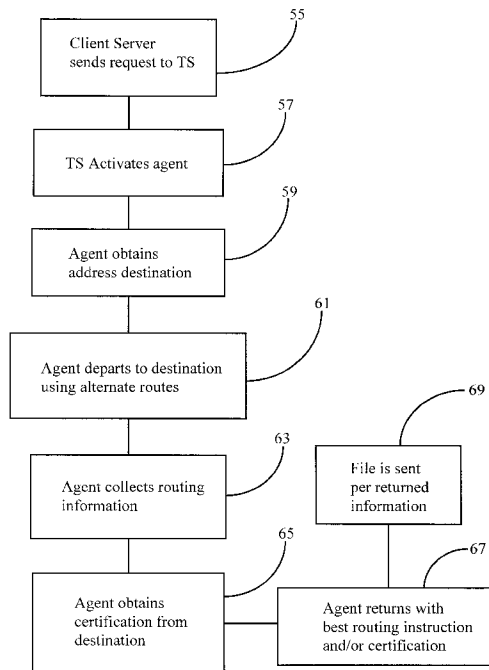 55
Client Server
sends request to TS
57
TS Activates agent
59
Agent obtains
address destination
61
Agent departs to destination
using alternate routes
63
Agent collects routing
information
65
Agent obtains
certification from
destination
67
Agent returns with
best routing instruction
and/or certification
69
File is sent
per returned
information